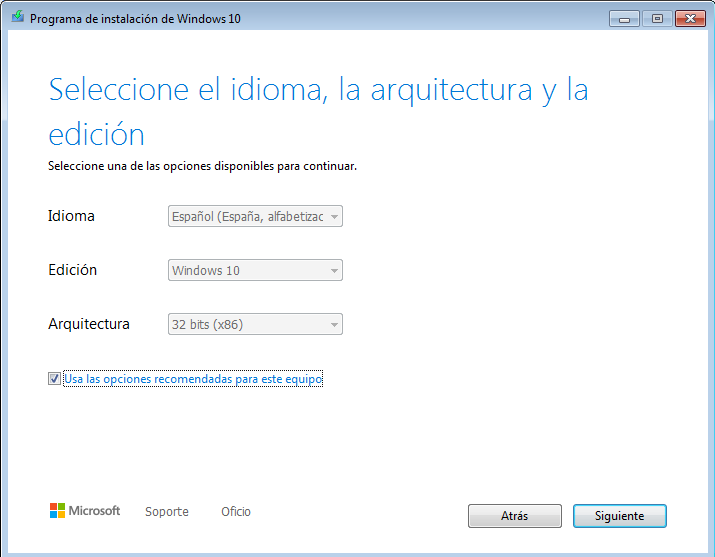 Programa de instalación de Windows 10
Seleccione el idioma, la arquitectura y la
edición
Seleccione una de las opciones disponibles para continuar.
Idioma
Español (España, alfabetizac
Edición
Windows 10
Arquitectura
32 bits (x86)
Usa las opciones recomendadas para este equipo
Microsoft Soporte Oficio Atrás Siguiente